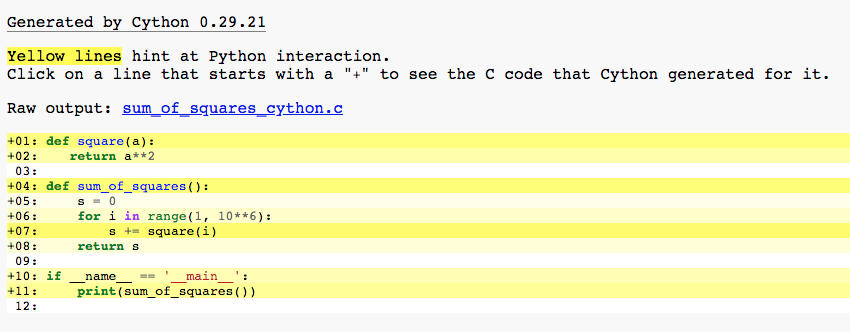 Generated by Cython 0.29.21
Yellow lines hint at Python interaction.
Click on a line that starts with a "+" to see the C code that Cython generated for it.
Raw output: sum_of_squares_cython.c
+01: def square(a):
+02:    return a**2
 03:
+04: def sum_of_squares():
+05:     s = 0
+06:     for i in range(1, 10**6):
+07:         s += square(i)
+08:     return s
 09:
+10: if __name__ == '__main__':
+11:     print(sum_of_squares())
 12: